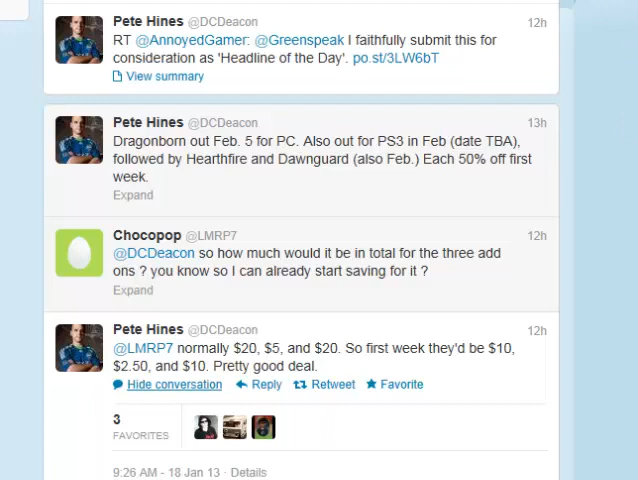 Pete Hines @DCDeacon 12h
RT @AnnoyedGamer: @Greenspeak I faithfully submit this for
consideration as 'Headline of the Day'. po.st/3LW6bT
View summary
Pete Hines @DCDeacon 13h
Dragonborn out Feb. 5 for PC. Also out for PS3 in Feb (date TBA),
followed by Hearthfire and Dawnguard (also Feb.) Each 50% off first
week.
Expand
Chocopop @LMRP7 12h
@DCDeacon so how much would it be in total for the three add
ons ? you know so I can already start saving for it ?
Expand
Pete Hines @DCDeacon 12h
@LMRP7 normally $20, $5, and $20. So first week they'd be $10,
$2.50, and $10. Pretty good deal.
Hide conversation Reply Retweet Favorite
3
FAVORITES
9:26 AM - 18 Jan 13 · Details